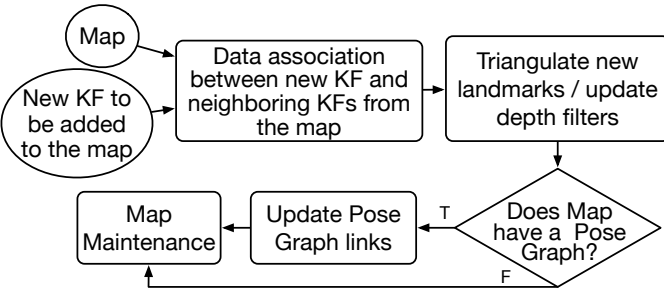 Map
New KF to
be added
to the map
Data association
between new KF and
neighboring KFs from
the map
Triangulate new
landmarks / update
depth filters
Does Map
have a Pose
Graph?
T
F
Update Pose
Graph links
Map
Maintenance